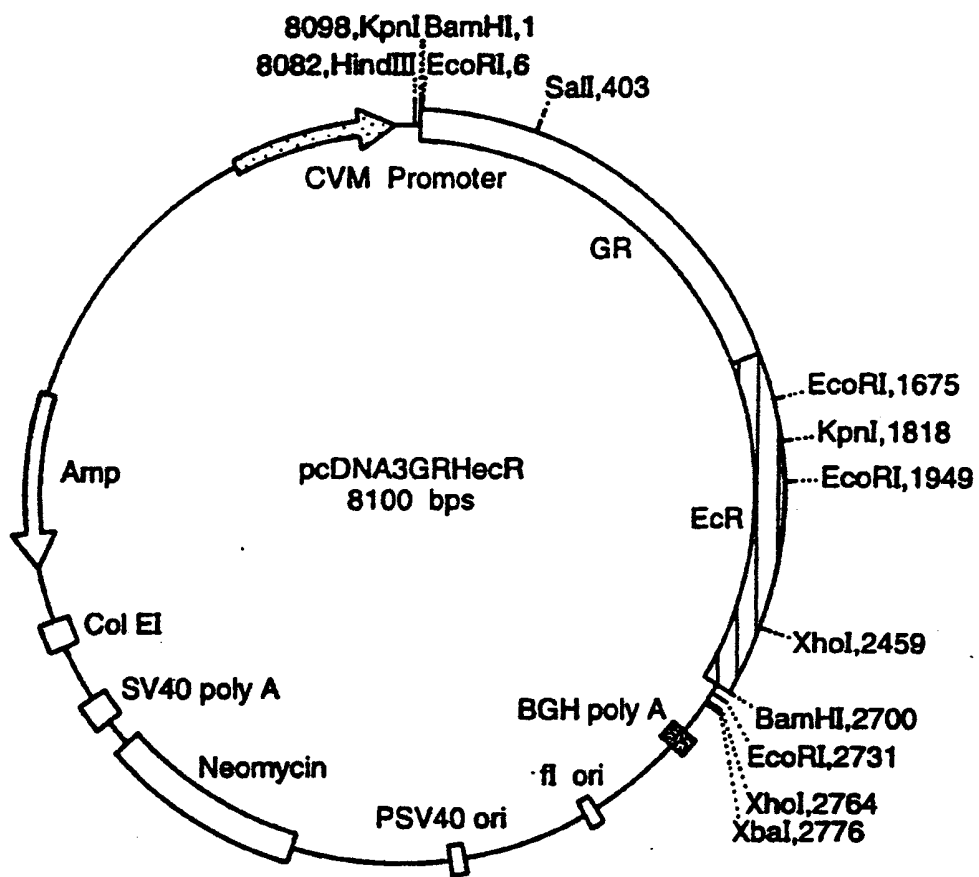 8098,KpnI BamHI,1
8082,HindIII EcoRI,6
SalI,403
CVM Promoter
GR
EcoRI,1675
KpnI,1818
EcoRI,1949
pcDNA3GRHecR
8100 bps
Amp
EcR
Col EI
XhoI,2459
SV40 poly A
BGH poly A
BamHI,2700
EcoRI,2731
Neomycin
fI ori
XhoI,2764
PSV40 ori
XbaI,2776